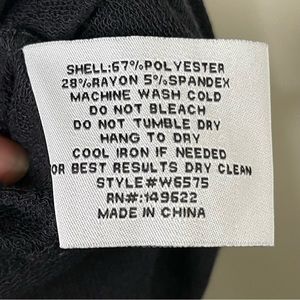 SHELL:67%POLYESTER
28%RAYON 5%SPANDEX
MACHINE WASH COLD
DO NOT BLEACH
DO NOT TUMBLE DRY
HANG TO DRY
COOL IRON IF NEEDED
OR BEST RESULTS DRY CLEAN
STYLE#W6575
RN#:149622
MADE IN CHINA